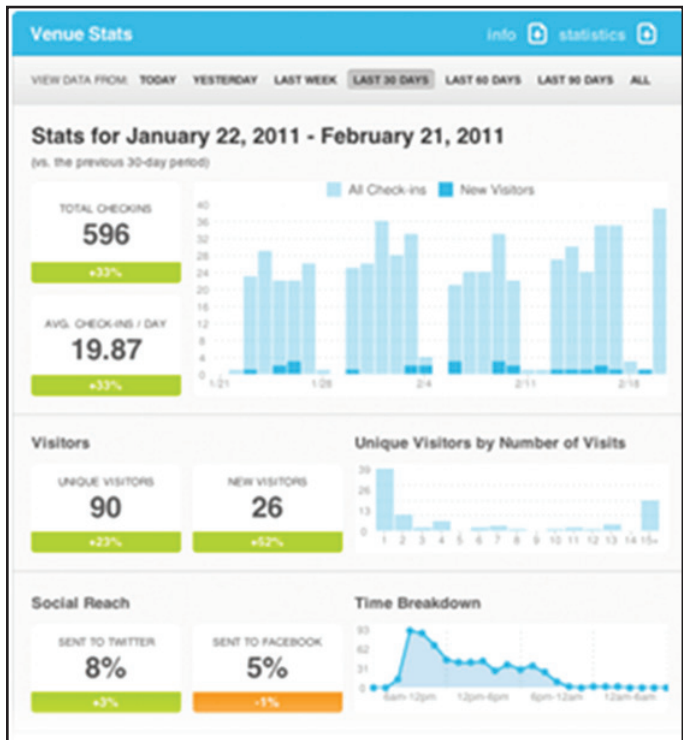 Venue Stats info statistics
VIEW DATA FROM: TODAY YESTERDAY LAST WEEK LAST 30 DAYS LAST 60 DAYS LAST 90 DAYS ALL
Stats for January 22, 2011 - February 21, 2011
(vs. the previous 30-day period)
TOTAL CHECKINS
596
+33%
AVG. CHECK-INS / DAY
19.87
+33%
All Check-ins New Visitors
40
36
32
28
24
20
16
12
8
4
0
1/21 1/28 2/4 2/11 2/18
Visitors
UNIQUE VISITORS
90
+23%
NEW VISITORS
26
+52%
Unique Visitors by Number of Visits
39
26
13
0
1 2 3 4 5 6 7 8 9 10 11 12 13 14 15+
Social Reach
SENT TO TWITTER
8%
+3%
SENT TO FACEBOOK
5%
-1%
Time Breakdown
93
62
31
0
6am-12pm 12pm-6pm 6pm-12am 12am-6am